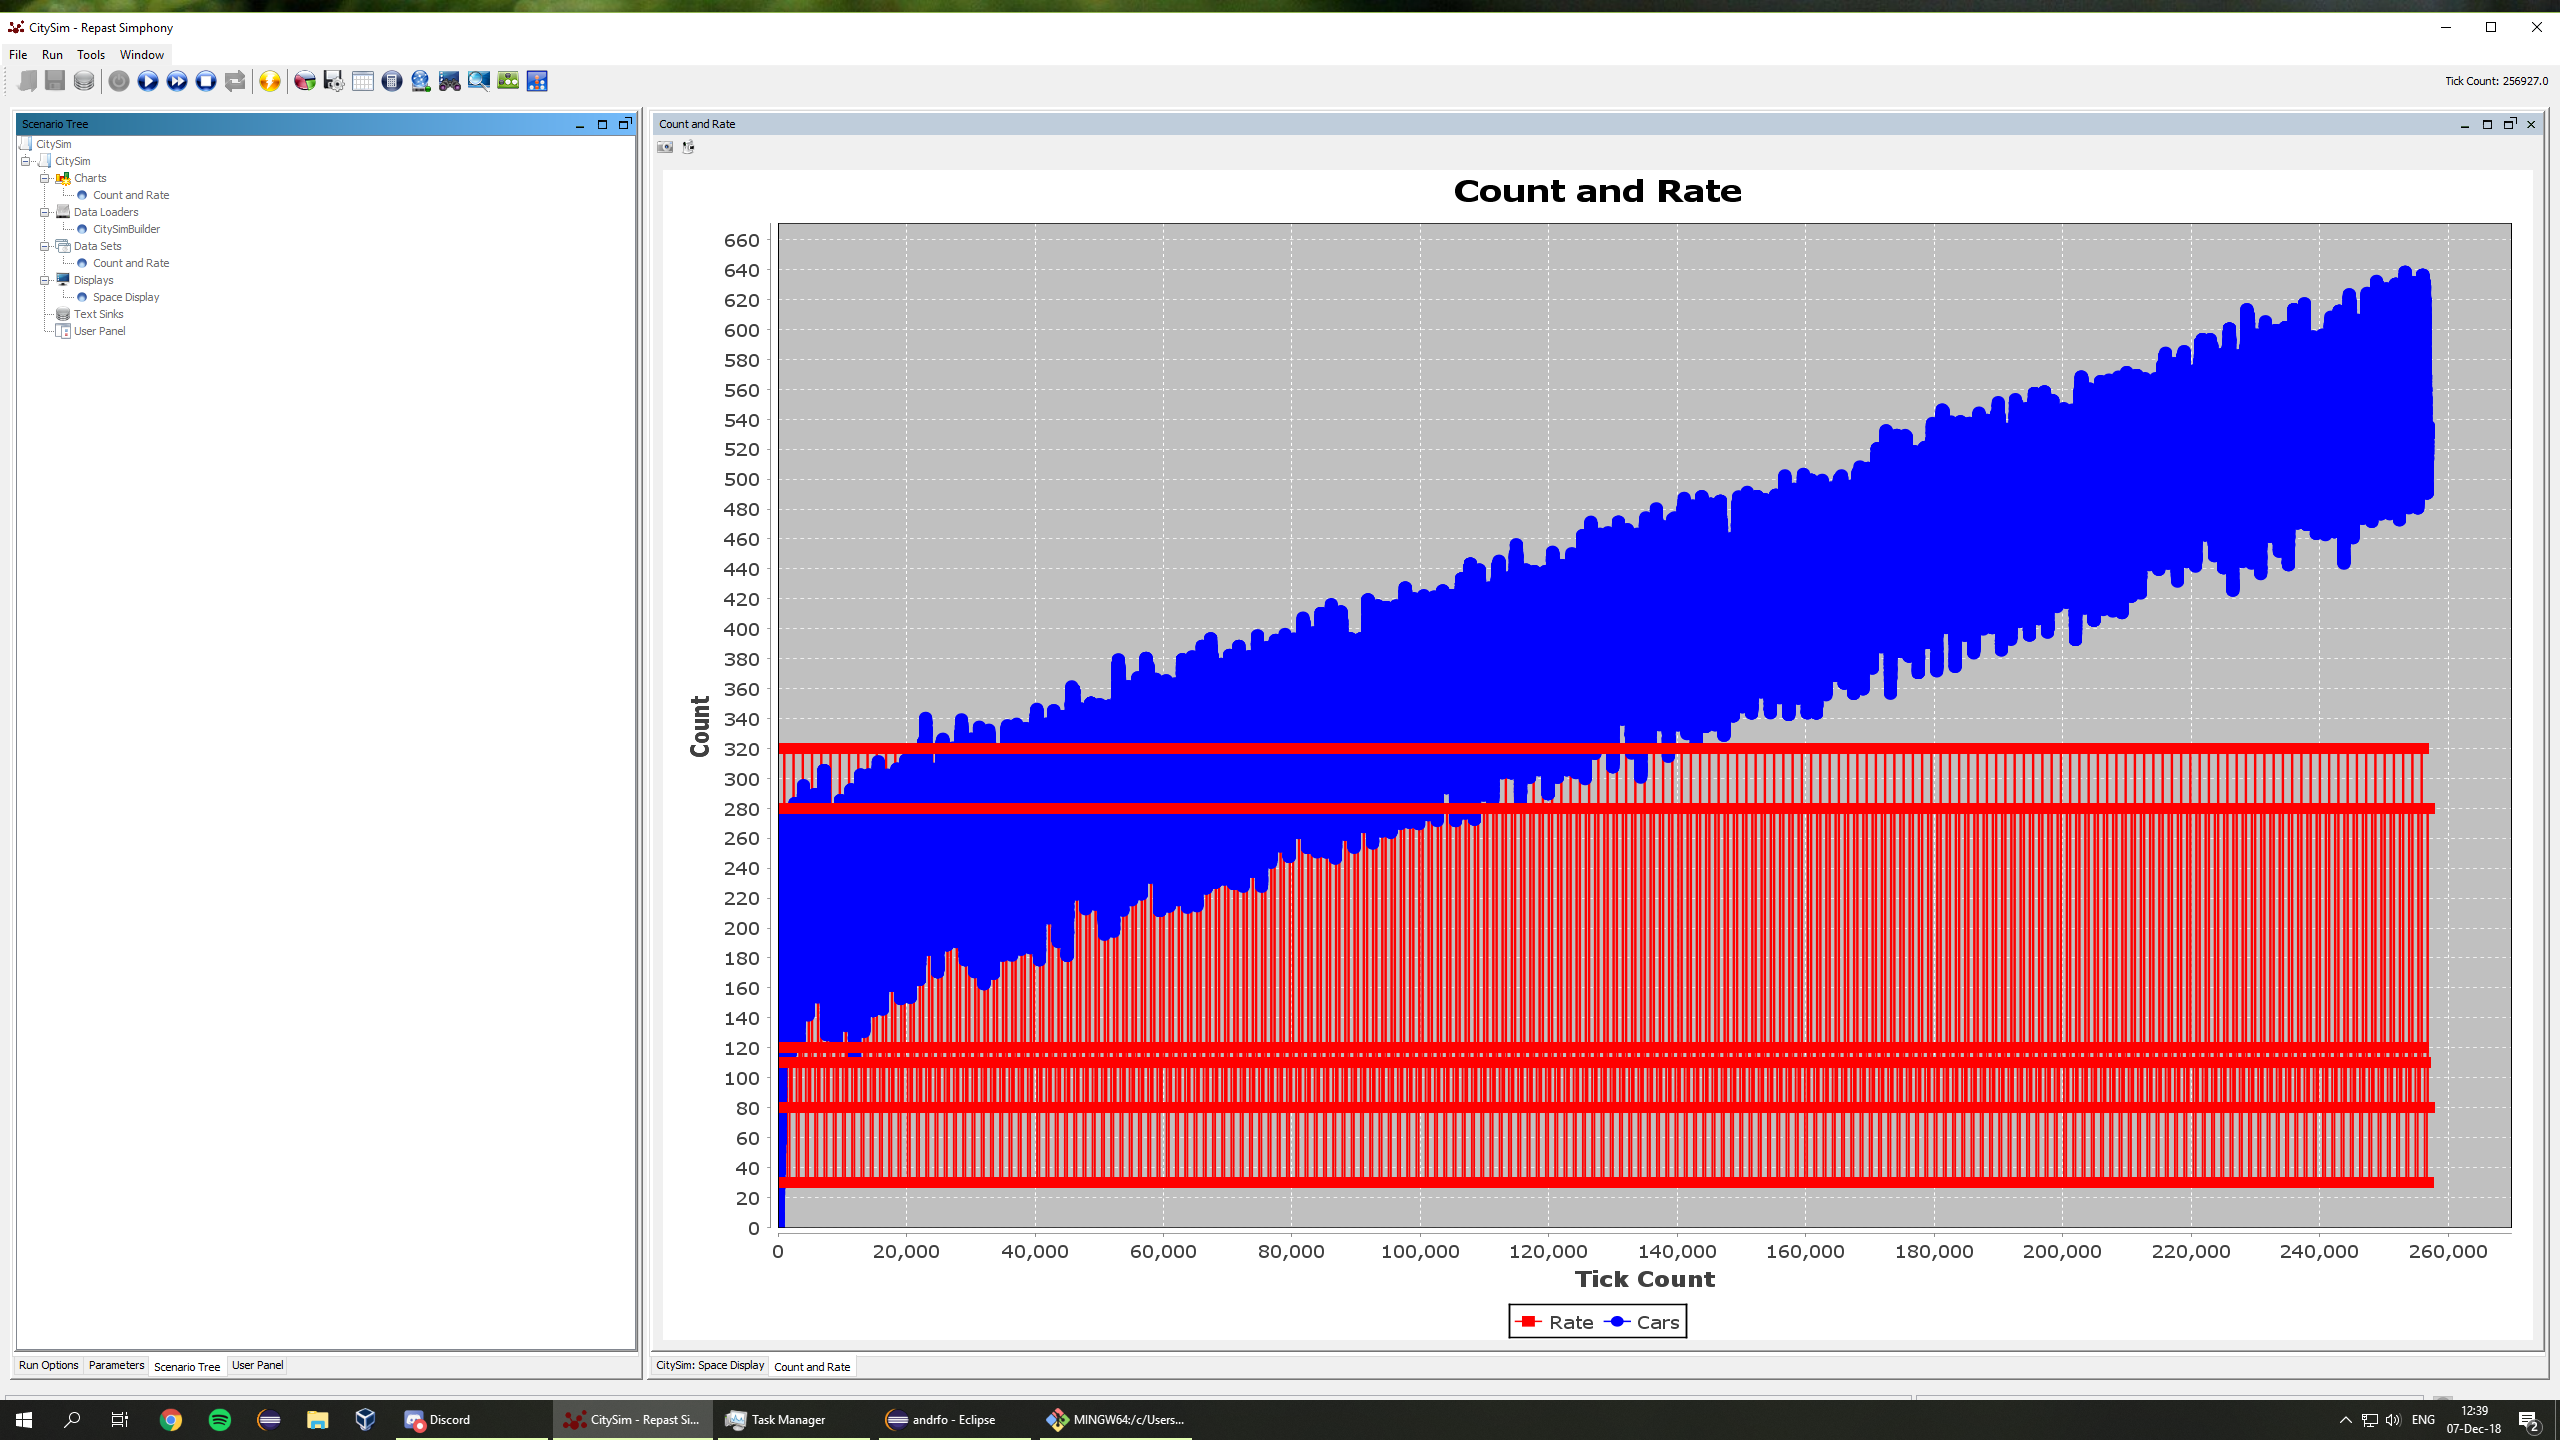 CitySim - Repast Simphony
File Run Tools Window
Tick Count: 256927.0
Scenario Tree
CitySim
CitySim
Charts
Count and Rate
Data Loaders
CitySimBuilder
Data Sets
Count and Rate
Displays
Space Display
Text Sinks
User Panel
Run Options Parameters Scenario Tree User Panel
Count and Rate
Count and Rate
660
640
620
600
580
560
540
520
500
480
460
440
420
400
380
360
340
320
300
280
260
240
220
200
180
160
140
120
100
80
60
40
20
0
Count
0 20,000 40,000 60,000 80,000 100,000 120,000 140,000 160,000 180,000 200,000 220,000 240,000 260,000
Tick Count
Rate Cars
CitySim: Space Display Count and Rate
Discord CitySim - Repast Si... Task Manager andrfo - Eclipse MINGW64:/c/Users... ENG 12:39
07-Dec-18 2